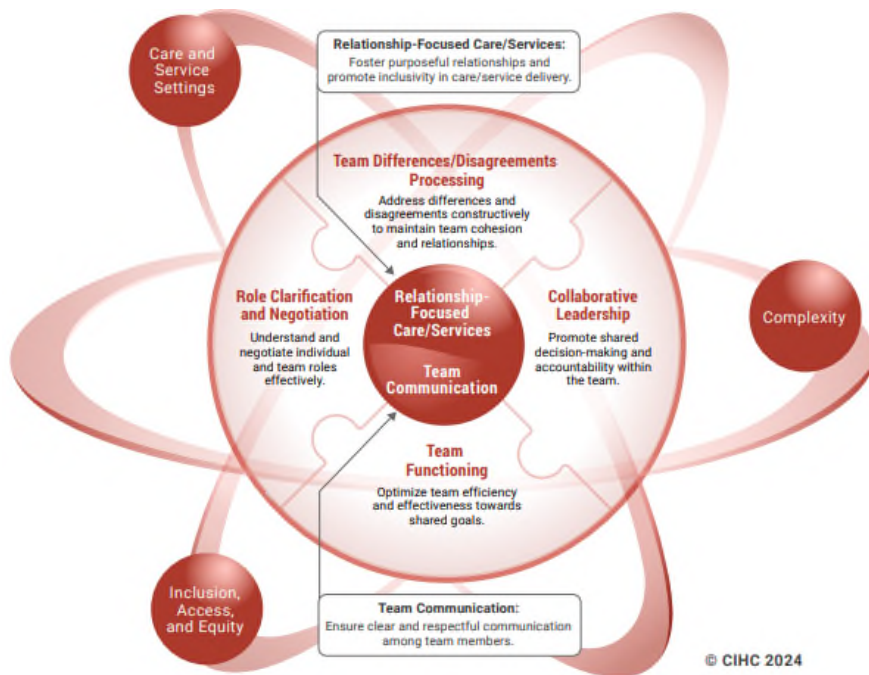 Relationship-Focused Care/Services:
Foster purposeful relationships and
promote inclusivity in care/service delivery.
Care and
Service
Settings
Team Differences/Disagreements
Processing
Address differences and
disagreements constructively
to maintain team cohesion
and relationships.
Role Clarification
and Negotiation
Understand and
negotiate individual
and team roles
effectively.
Relationship-
Focused
Care/Services
Team
Communication
Collaborative
Leadership
Promote shared
decision-making and
accountability within
the team.
Complexity
Team
Functioning
Optimize team efficiency
and effectiveness towards
shared goals.
Inclusion,
Access,
and Equity
Team Communication:
Ensure clear and respectful communication
among team members.
© CIHC 2024